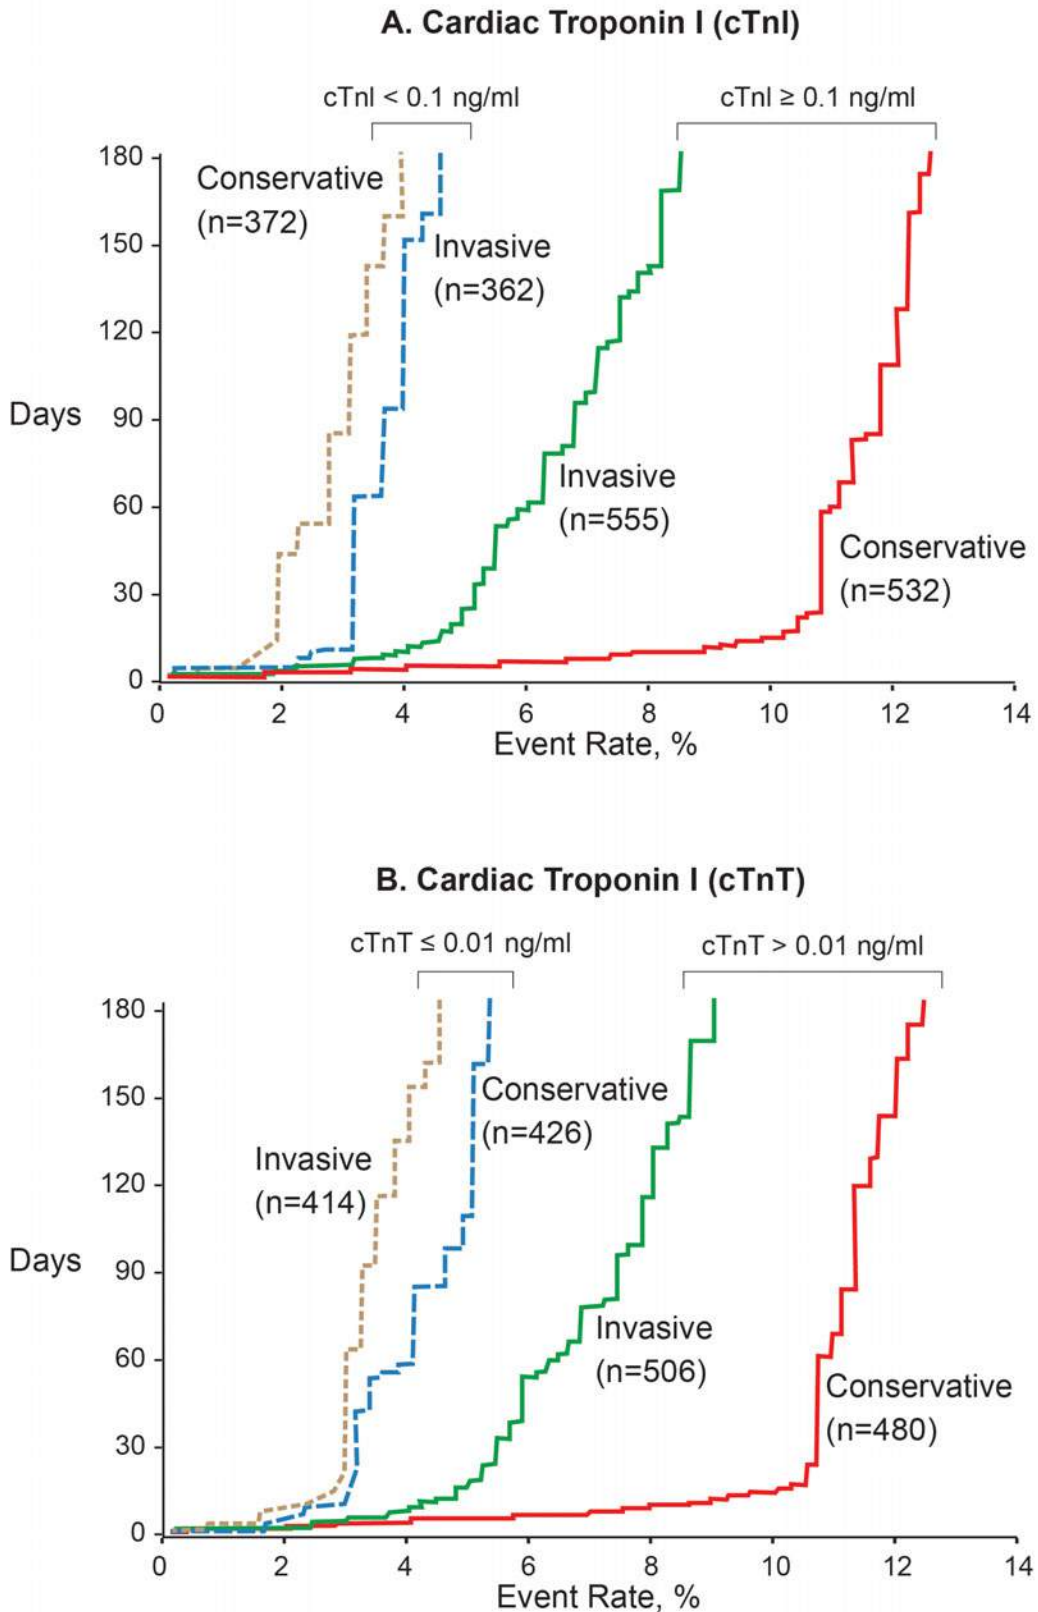 A. Cardiac Troponin I (cTnI)
cTnI < 0.1 ng/ml
cTnI ≥ 0.1 ng/ml
180
Conservative
(n=372)
150
Invasive
(n=362)
120
Days
90
Invasive
(n=555)
60
Conservative
(n=532)
30
0
0 2 4 6 8 10 12 14
Event Rate, %
B. Cardiac Troponin I (cTnT)
cTnT ≤ 0.01 ng/ml
cTnT > 0.01 ng/ml
180
150
Conservative
(n=426)
Invasive
(n=414)
120
Days
90
Invasive
(n=506)
60
Conservative
(n=480)
30
0
0 2 4 6 8 10 12 14
Event Rate, %